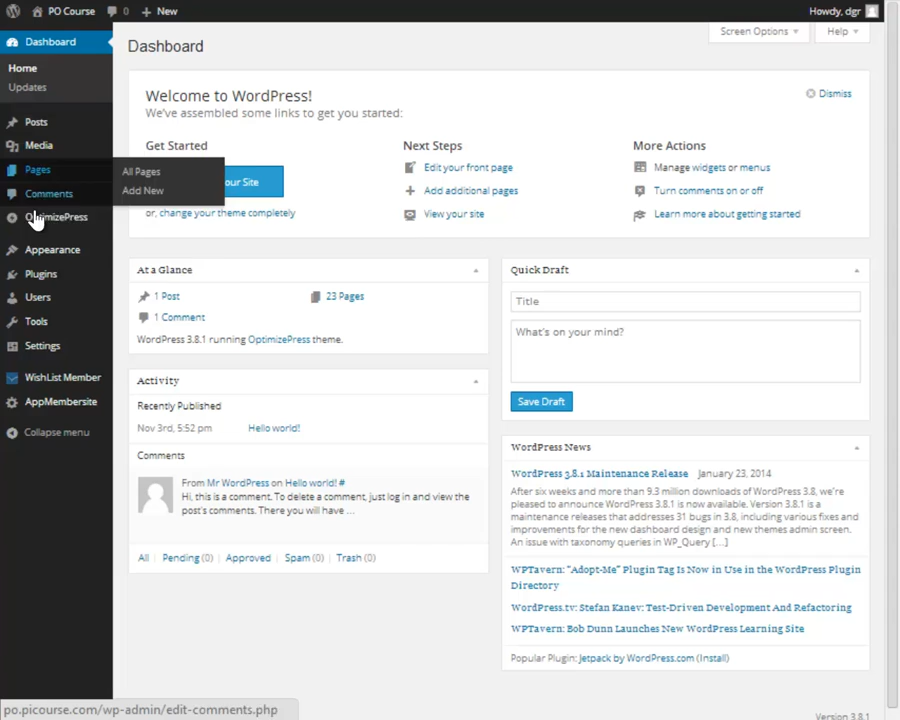 PO Course 0 New Howdy, dgr
Dashboard
Screen Options Help
Dashboard
Home
Updates
Posts
Media
Pages
All Pages
Add New
Comments
OptimizePress
Appearance
Plugins
Users
Tools
Settings
WishList Member
AppMembersite
Collapse menu
Welcome to WordPress!
We've assembled some links to get you started:
Dismiss
Get Started
our Site
or, change your theme completely
Next Steps
Edit your front page
Add additional pages
View your site
More Actions
Manage widgets or menus
Turn comments on or off
Learn more about getting started
At a Glance
1 Post 23 Pages
1 Comment
WordPress 3.8.1 running OptimizePress theme.
Activity
Recently Published
Nov 3rd, 5:52 pm Hello world!
Comments
From Mr WordPress on Hello world! #
Hi, this is a comment. To delete a comment, just log in and view the
post's comments. There you will have ...
All Pending (0) Approved Spam (0) Trash (0)
Quick Draft
Title
What's on your mind?
Save Draft
WordPress News
WordPress 3.8.1 Maintenance Release January 23, 2014
After six weeks and more than 9.3 million downloads of WordPress 3.8, we're
pleased to announce WordPress 3.8.1 is now available. Version 3.8.1 is a
maintenance releases that addresses 31 bugs in 3.8, including various fixes and
improvements for the new dashboard design and new themes admin screen.
An issue with taxonomy queries in WP_Query [...]
WPTavern: "Adopt-Me" Plugin Tag Is Now in Use in the WordPress Plugin
Directory
WordPress.tv: Stefan Kanev: Test-Driven Development And Refactoring
WPTavern: Bob Dunn Launches New WordPress Learning Site
Popular Plugin: Jetpack by WordPress.com (Install)
po.picourse.com/wp-admin/edit-comments.php
Version 3.8.1